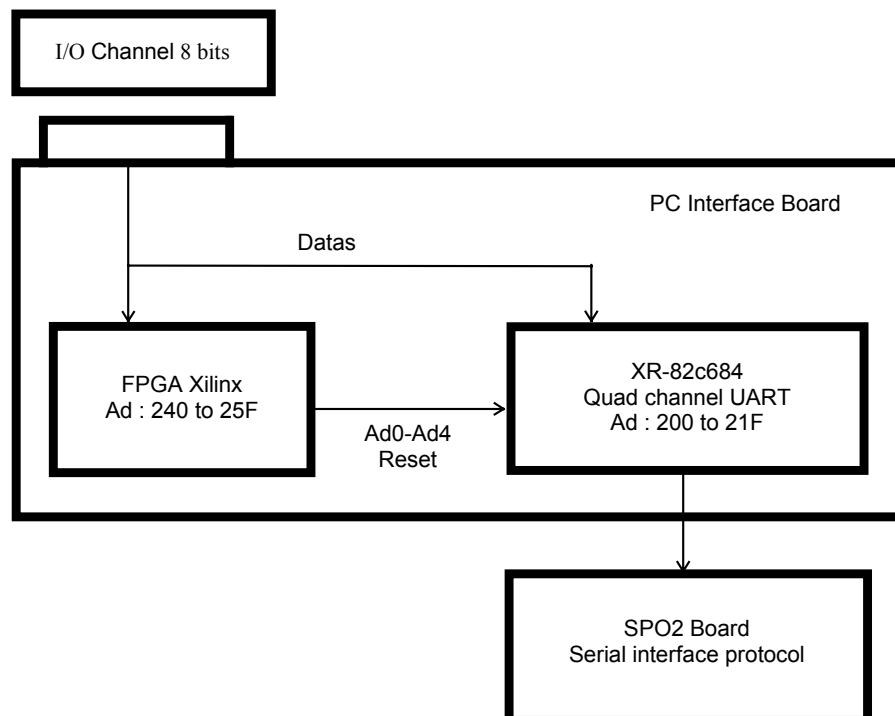 I/O Channel 8 bits
PC Interface Board
Datas
FPGA Xilinx
Ad : 240 to 25F
Ad0-Ad4
Reset
XR-82c684
Quad channel UART
Ad : 200 to 21F
SPO2 Board
Serial interface protocol